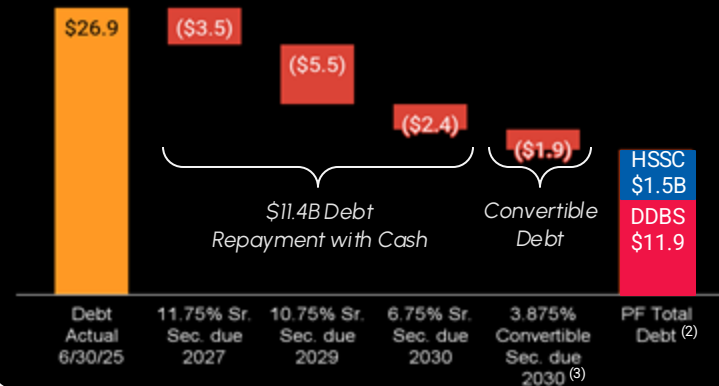 $26.9
($3.5)
($5.5)
($2.4)
($1.9)
HSSC
$1.5B
DDBS
$11.9
$11.4B Debt
Repayment with Cash
Convertible
Debt
Debt
Actual
6/30/25
11.75% Sr.
Sec. due
2027
10.75% Sr.
Sec. due
2029
6.75% Sr.
Sec. due
2030
3.875%
Convertible
Sec. due
2030 (3)
PF Total
Debt (2)